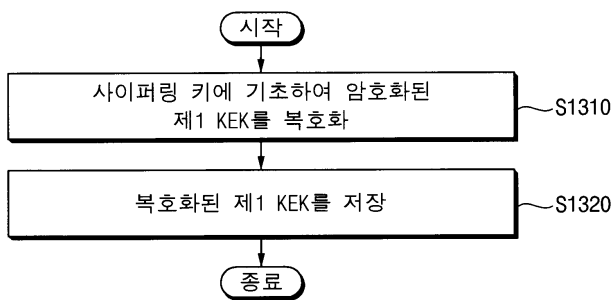 시작
사이퍼링 키에 기초하여 암호화된
제1 KEK를 복호화
S1310
복호화된 제1 KEK를 저장
S1320
종료